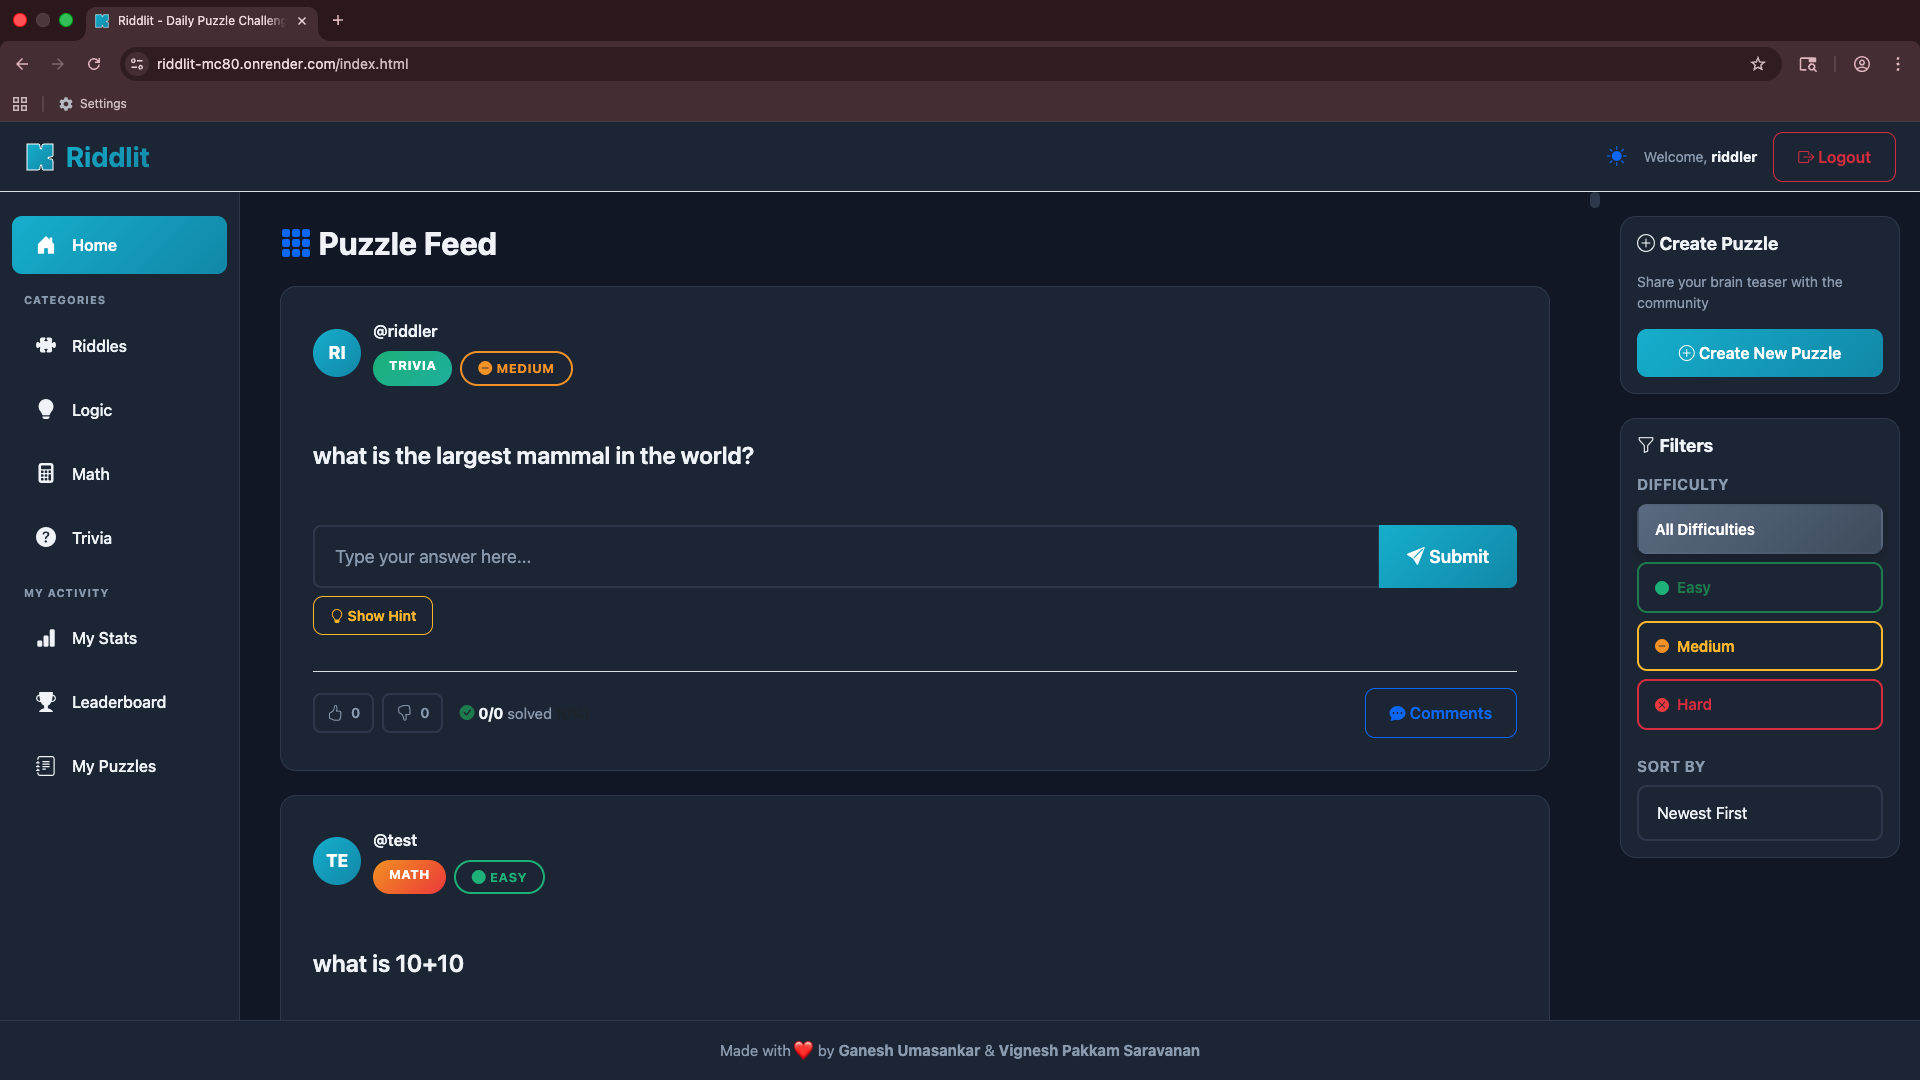 Riddlit - Daily Puzzle Challeng
riddlit-mc80.onrender.com/index.html
Settings
Riddlit
Welcome, riddler
Logout
Home
CATEGORIES
Riddles
Logic
Math
Trivia
MY ACTIVITY
My Stats
Leaderboard
My Puzzles
Puzzle Feed
RI
@riddler
TRIVIA
MEDIUM
what is the largest mammal in the world?
Type your answer here...
Submit
Show Hint
0
0
0/0 solved
Comments
TE
@test
MATH
EASY
what is 10+10
Create Puzzle
Share your brain teaser with the
community
Create New Puzzle
Filters
DIFFICULTY
All Difficulties
Easy
Medium
Hard
SORT BY
Newest First
Made with ❤️ by Ganesh Umasankar & Vignesh Pakkam Saravanan